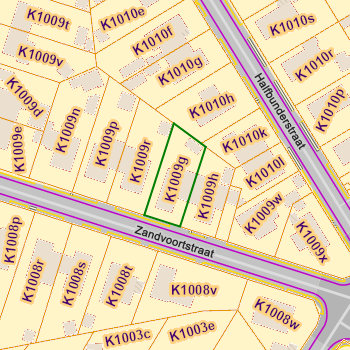 K1009t
K1010e
K1010s
K1010f
K1009v
K1010g
K1010r
K1009d
K1010h
K1010p
Halfbunderstraat
K1009n
K1009p
K1010k
K1009e
K1009r
K1009g
K1010l
K1009h
K1009w
K1008p
Zandvoortstraat
K1009x
K1008r
K1008s
K1008t
K1008v
K1008w
K1003c
K1003e